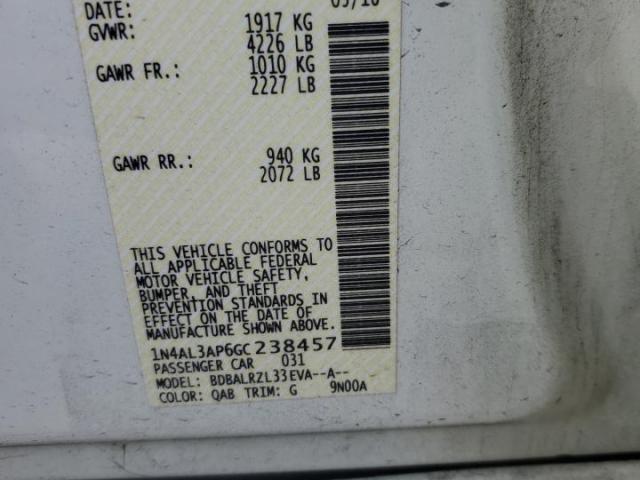 DATE: 05/16
GVWR: 1917 KG
4226 LB
GAWR FR.: 1010 KG
2227 LB
GAWR RR.: 940 KG
2072 LB
THIS VEHICLE CONFORMS TO
ALL APPLICABLE FEDERAL
MOTOR VEHICLE SAFETY,
BUMPER, AND THEFT
PREVENTION STANDARDS IN
EFFECT ON THE DATE OF
MANUFACTURE SHOWN ABOVE.
1N4AL3AP6GC238457
PASSENGER CAR 031
MODEL: BDBALRZL33EVA--A--
COLOR: QAB TRIM: G 9N00A